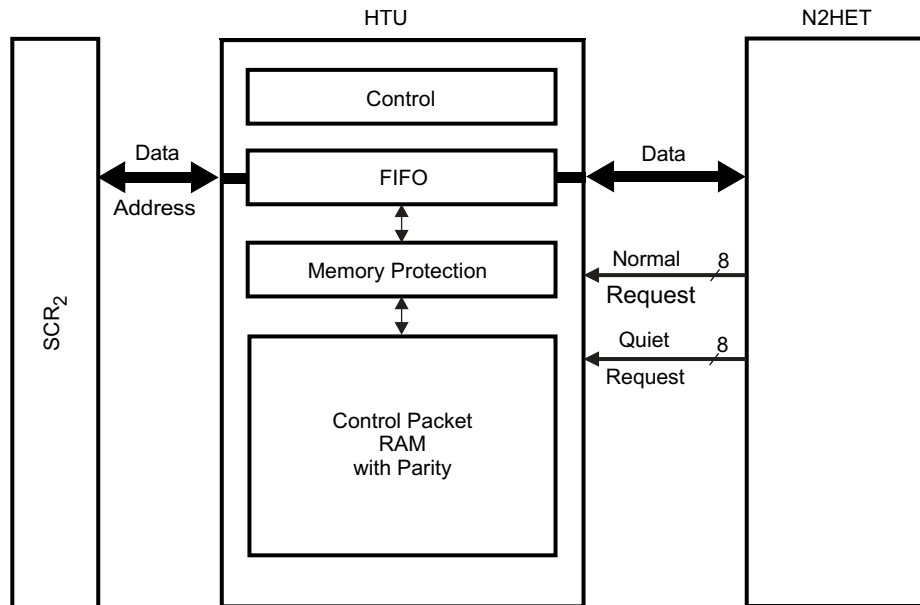 HTU
N2HET
Control
Data
Address
FIFO
Data
Memory Protection
Normal
8
Request
Quiet
8
Request
SCR2
Control Packet
RAM
with Parity